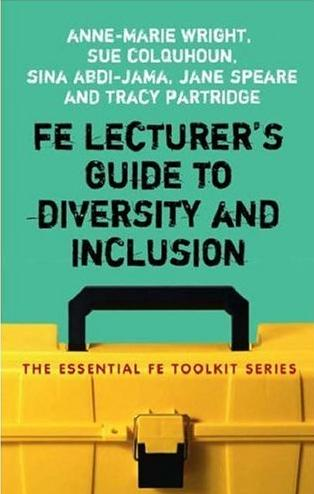 ANNE-MARIE WRIGHT,
SUE COLQUHOUN,
SINA ABDI-JAMA, JANE SPEARE
AND TRACY PARTRIDGE
FE LECTURER'S
GUIDE TO
DIVERSITY AND
INCLUSION
THE ESSENTIAL FE TOOLKIT SERIES